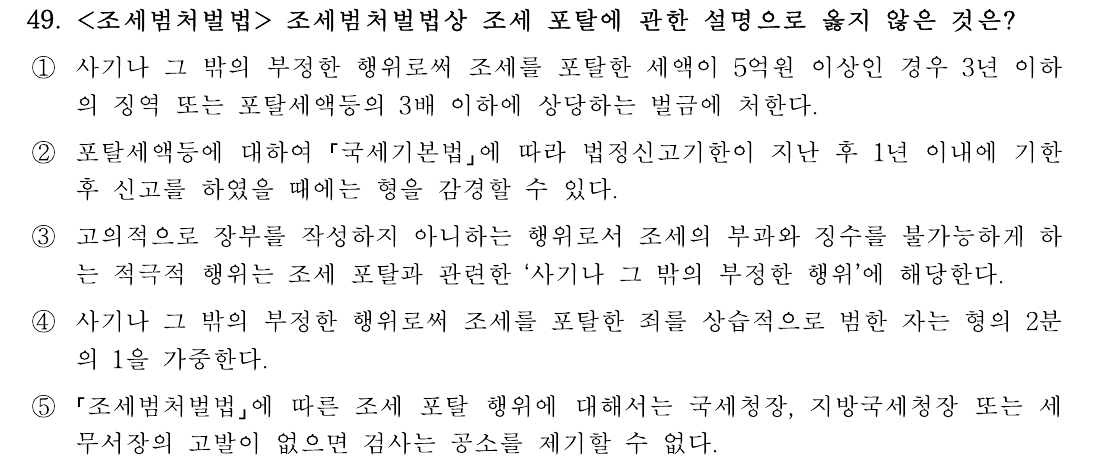 49. <조세범처벌법> 조세범처벌법상 조세 포탈에 관한 설명으로 옳지 않은 것은?
① 사기나 그 밖의 부정한 행위로써 조세를 포탈한 세액이 5억원 이상인 경우 3년 이하
의 징역 또는 포탈세액등의 3배 이하에 상당하는 벌금에 처한다.
② 포탈세액등에 대하여 「국세기본법」에 따라 법정신고기한이 지난 후 1년 이내에 기한
후 신고를 하였을 때에는 형을 감경할 수 있다.
③ 고의적으로 장부를 작성하지 아니하는 행위로서 조세의 부과와 징수를 불가능하게 하
는 적극적 행위는 조세 포탈과 관련한 ‘사기나 그 밖의 부정한 행위’에 해당한다.
④ 사기나 그 밖의 부정한 행위로써 조세를 포탈한 죄를 상습적으로 범한 자는 형의 2분
의 1을 가중한다.
⑤ 「조세범처벌법」에 따른 조세 포탈 행위에 대해서는 국세청장, 지방국세청장 또는 세
무서장의 고발이 없으면 검사는 공소를 제기할 수 없다.